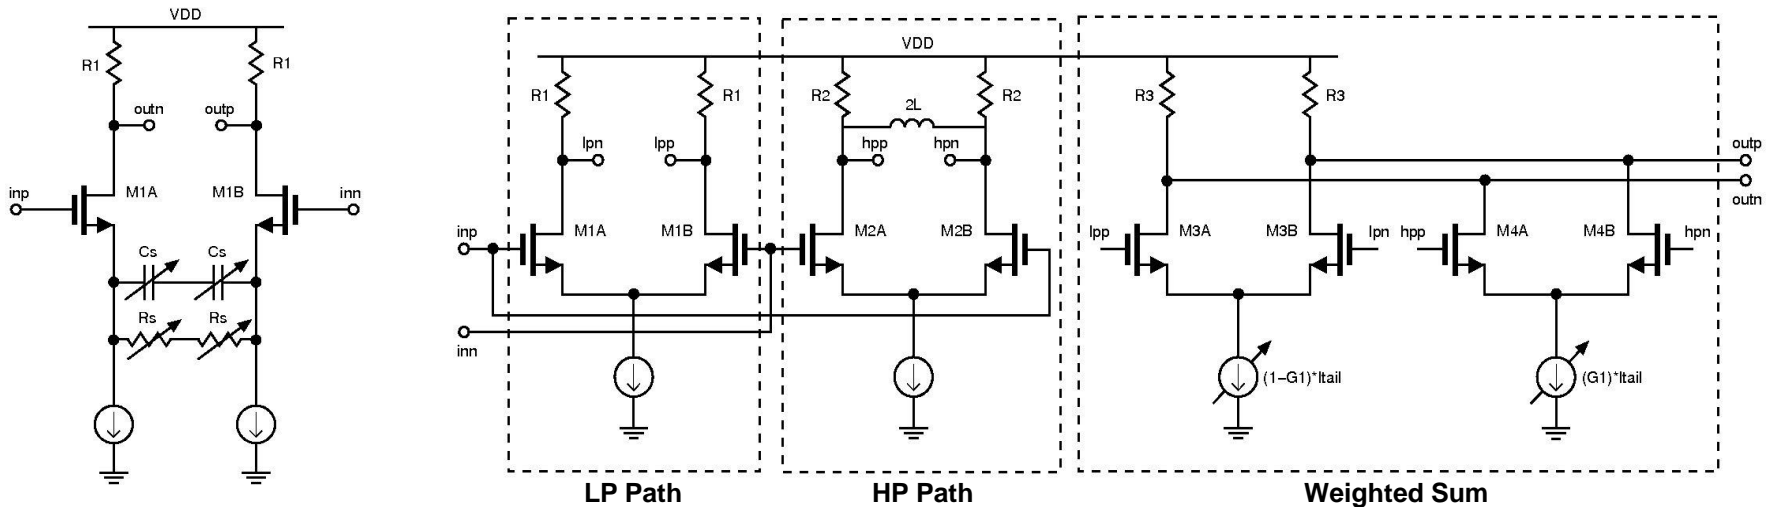 VDD
R1 R1
outn outp
inp M1A M1B inn
Cs
Rs Rs
VDD
R1 R1 R2 R2 R3 R3
2L
lpn lpp hpp hpn
outp
outn
inp M1A M1B M2A M2B
lpp M3A M3B lpn hpp M4A M4B hpn
inn
(1-G1)*Itail (G1)*Itail
LP Path HP Path Weighted Sum